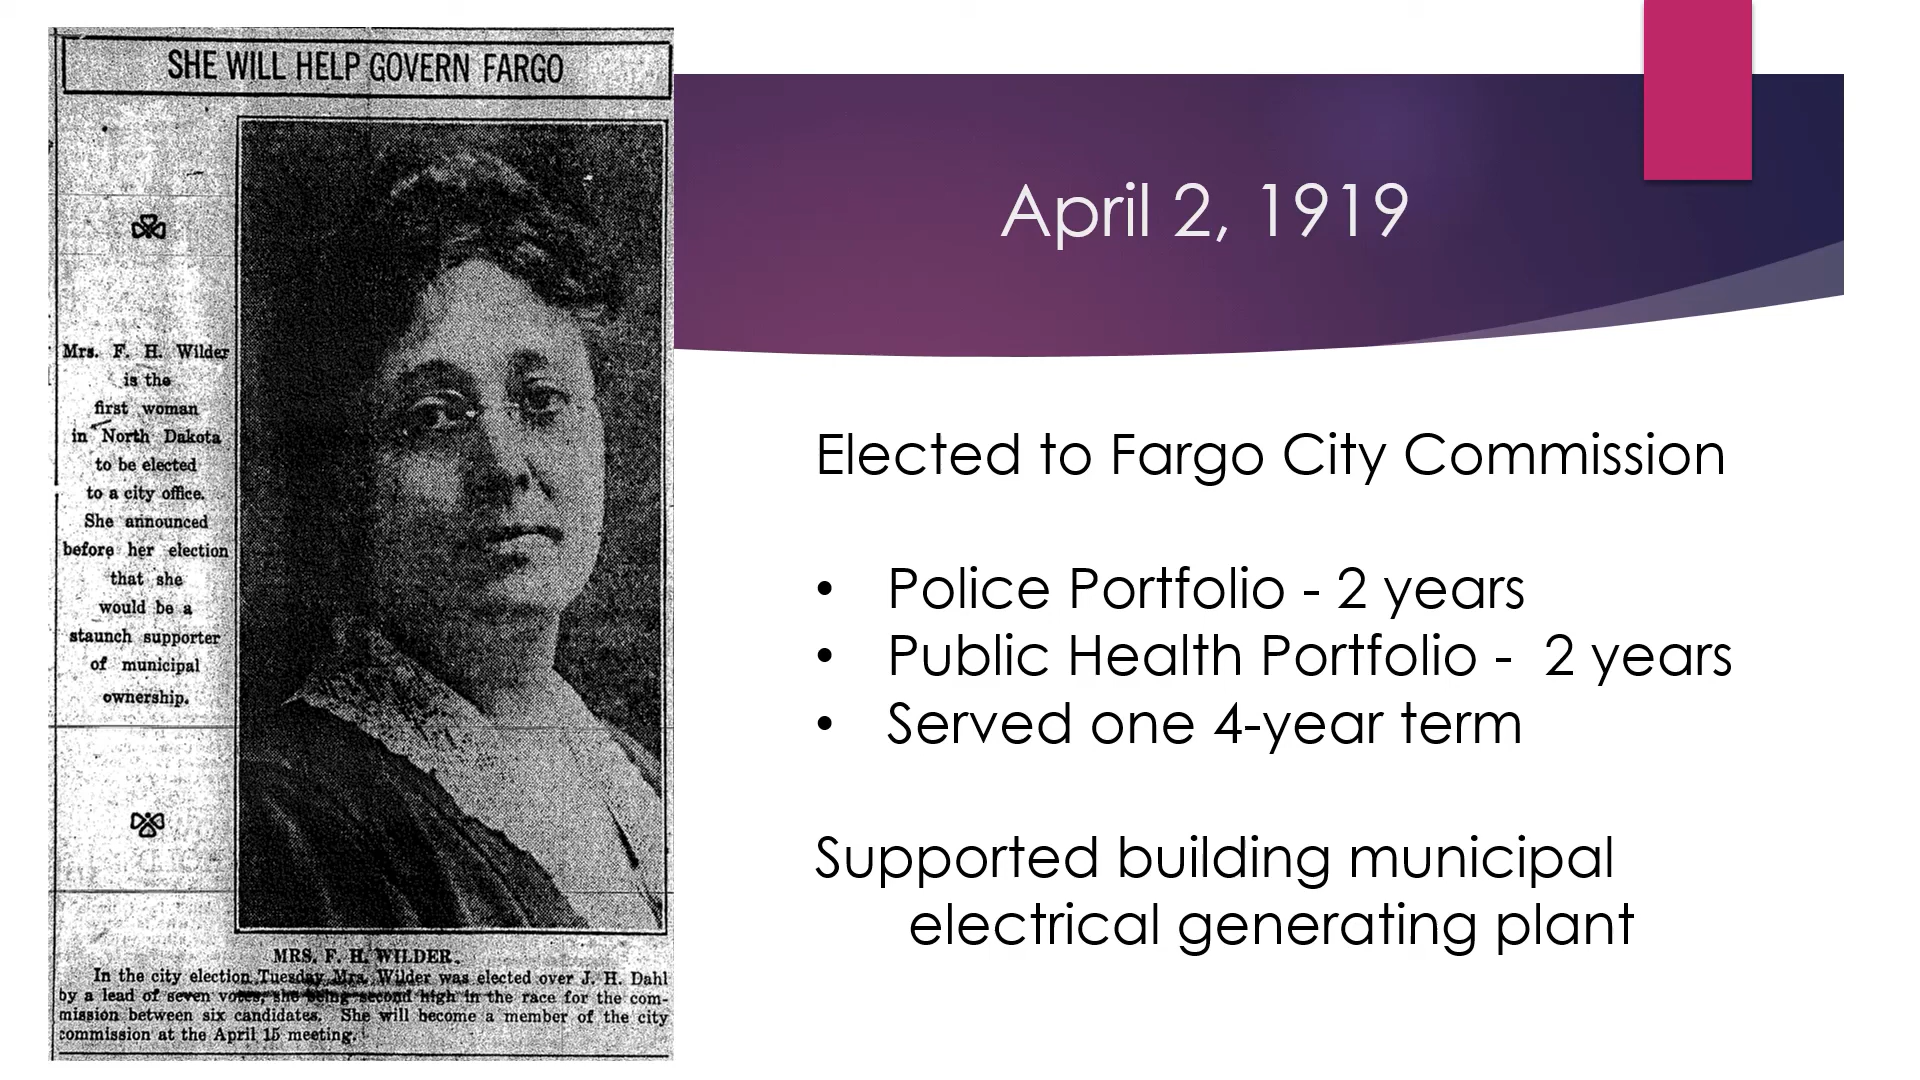 SHE WILL HELP GOVERN FARGO
Mrs. F. H. Wilder
is the
first woman
in North Dakota
to be elected
to a city office.
She announced
before her election
that she
would be a
staunch supporter
of municipal
ownership.
MRS. F. H. WILDER.
In the city election Tuesday Mrs. Wilder was elected over J. H. Dahl
by a lead of seven votes, she being second high in the race for the com-
mission between six candidates. She will become a member of the city
commission at the April 15 meeting.
April 2, 1919
Elected to Fargo City Commission
• Police Portfolio - 2 years
• Public Health Portfolio - 2 years
• Served one 4-year term
Supported building municipal
electrical generating plant